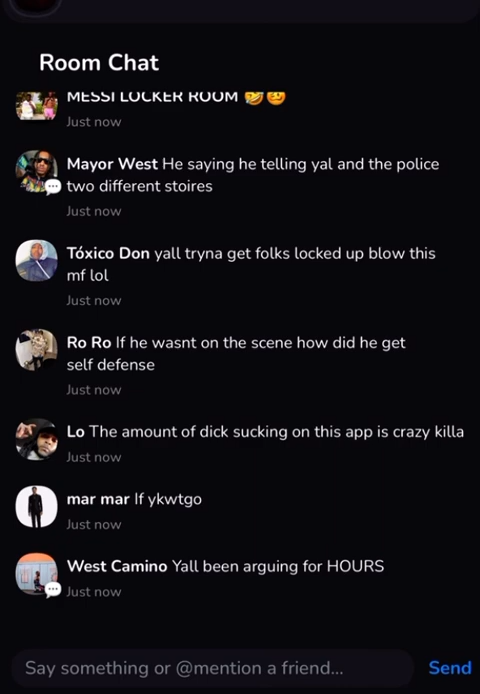 Room Chat
MESSI LOCKER ROOM 🤣🥴
Just now
Mayor West He saying he telling yal and the police
two different stoires
Just now
Tóxico Don yall tryna get folks locked up blow this
mf lol
Just now
Ro Ro If he wasnt on the scene how did he get
self defense
Just now
Lo The amount of dick sucking on this app is crazy killa
Just now
mar mar If ykwtgo
Just now
West Camino Yall been arguing for HOURS
Just now
Say something or @mention a friend... Send